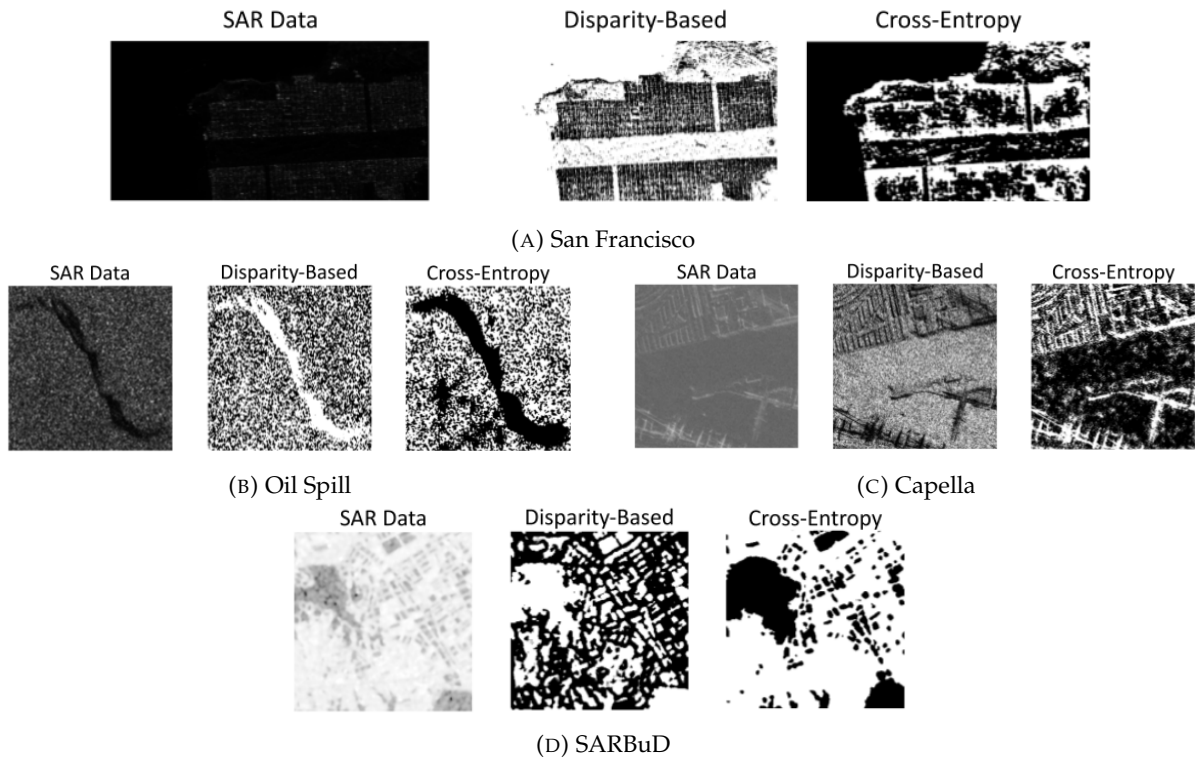 SAR Data
Disparity-Based
Cross-Entropy
(A) San Francisco
SAR Data
Disparity-Based
Cross-Entropy
SAR Data
Disparity-Based
Cross-Entropy
(B) Oil Spill
(C) Capella
SAR Data
Disparity-Based
Cross-Entropy
(D) SARBuD